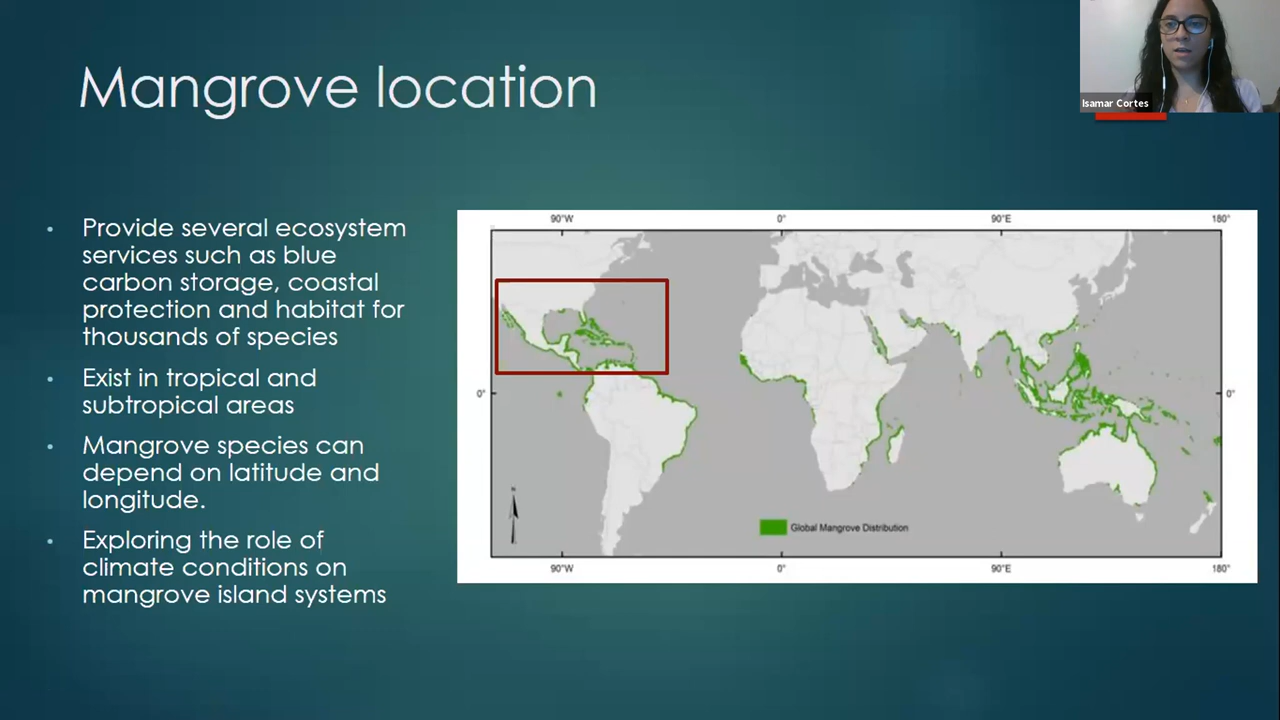 Mangrove location
Isamar Cortes
• Provide several ecosystem
services such as blue
carbon storage, coastal
protection and habitat for
thousands of species
• Exist in tropical and
subtropical areas
• Mangrove species can
depend on latitude and
longitude.
• Exploring the role of
climate conditions on
mangrove island systems
90°W 0° 90°E 180°
0° 0°
N
Global Mangrove Distribution
90°W 0° 90°E 180°